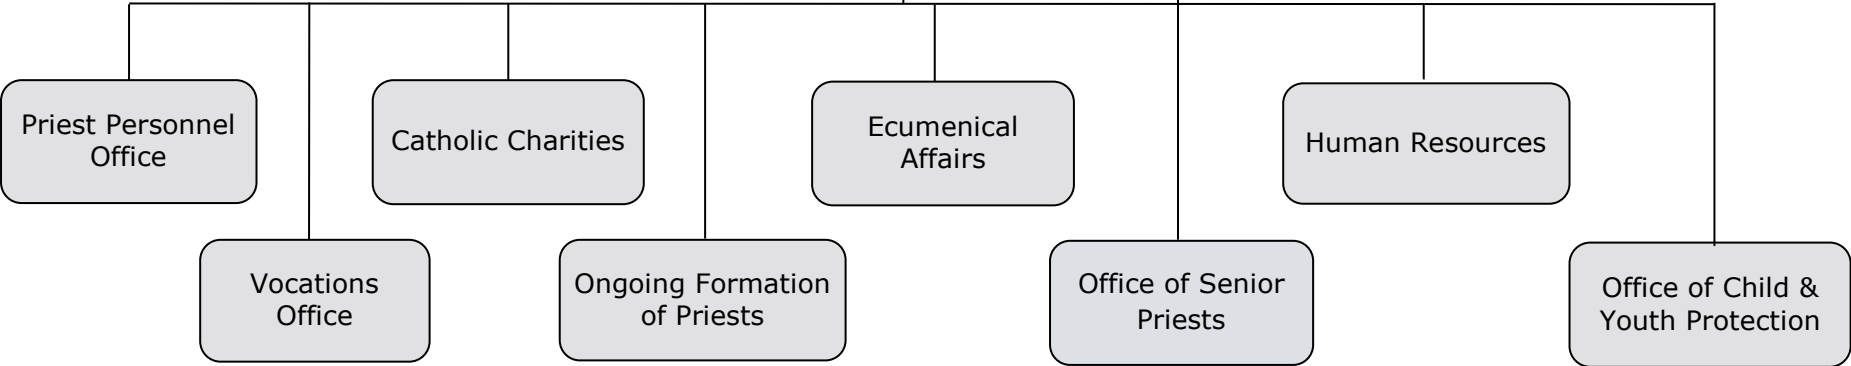 Priest Personnel
Office
Catholic Charities
Ecumenical
Affairs
Human Resources
Vocations
Office
Ongoing Formation
of Priests
Office of Senior
Priests
Office of Child &
Youth Protection